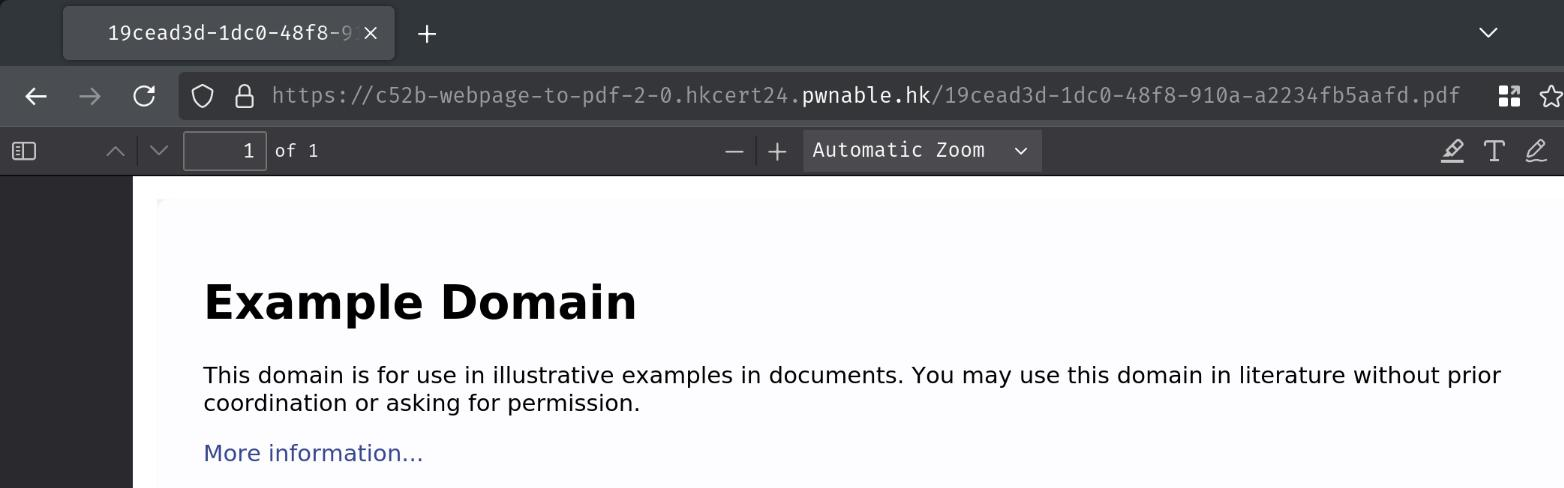 19cead3d-1dc0-48f8-9
https://c52b-webpage-to-pdf-2-0.hkcert24.pwnable.hk/19cead3d-1dc0-48f8-910a-a2234fb5aafd.pdf
1 of 1
Automatic Zoom
Example Domain
This domain is for use in illustrative examples in documents. You may use this domain in literature without prior
coordination or asking for permission.
More information...